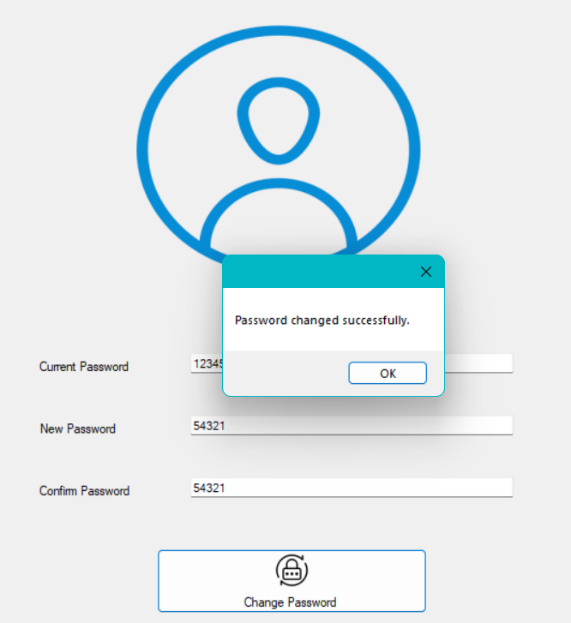 Password changed successfully.
OK
Current Password 12345
New Password 54321
Confirm Password 54321
Change Password